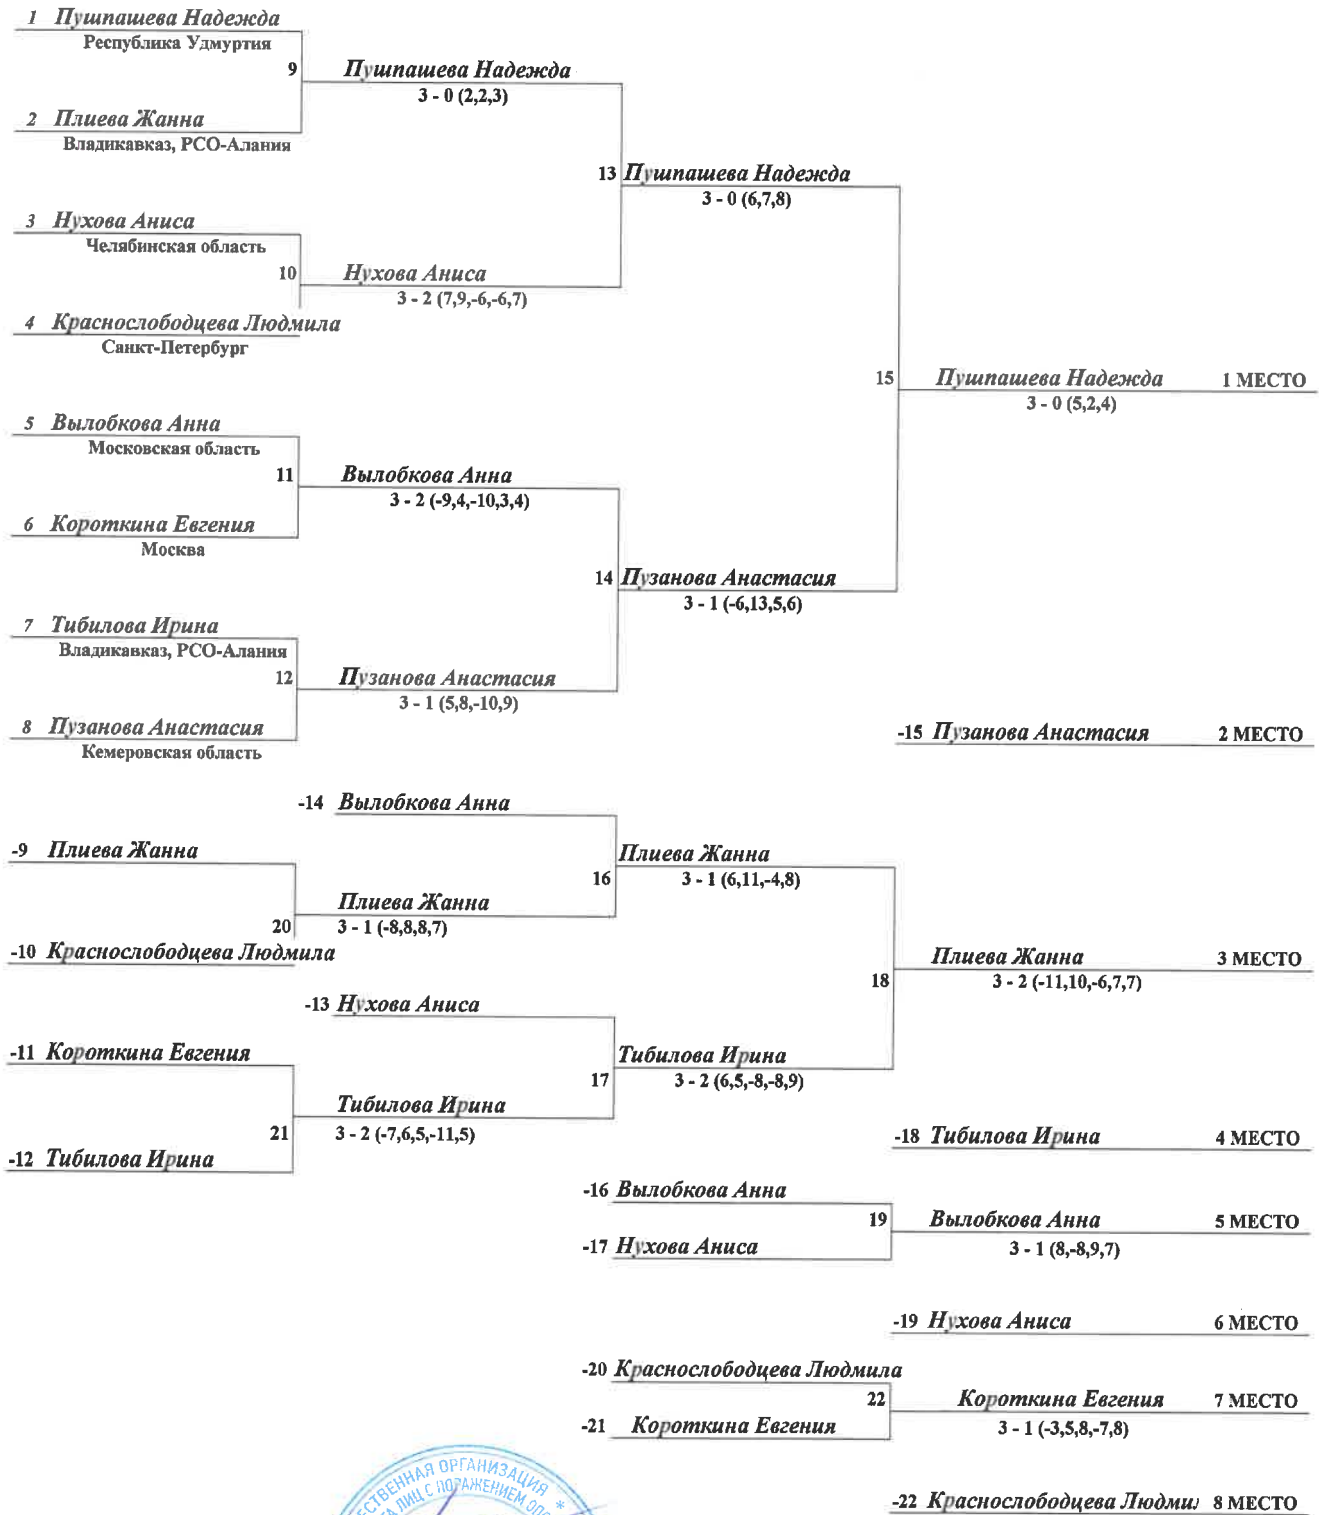 1 Пушпашева Надежда
Республика Удмуртия
9 Пушпашева Надежда
3 - 0 (2,2,3)
2 Плиева Жанна
Владикавказ, РСО-Алания
13 Пушпашева Надежда
3 - 0 (6,7,8)
3 Нухова Аниса
Челябинская область
10 Нухова Аниса
3 - 2 (7,9,-6,-6,7)
4 Краснослободцева Людмила
Санкт-Петербург
15 Пушпашева Надежда 1 МЕСТО
3 - 0 (5,2,4)
5 Вылобкова Анна
Московская область
11 Вылобкова Анна
3 - 2 (-9,4,-10,3,4)
6 Короткина Евгения
Москва
14 Пузанова Анастасия
3 - 1 (-6,13,5,6)
7 Тибилова Ирина
Владикавказ, РСО-Алания
12 Пузанова Анастасия
3 - 1 (5,8,-10,9)
8 Пузанова Анастасия
Кемеровская область
-15 Пузанова Анастасия 2 МЕСТО
-14 Вылобкова Анна
-9 Плиева Жанна
16 Плиева Жанна
3 - 1 (6,11,-4,8)
20 Плиева Жанна
3 - 1 (-8,8,8,7)
-10 Краснослободцева Людмила
18 Плиева Жанна 3 МЕСТО
3 - 2 (-11,10,-6,7,7)
-13 Нухова Аниса
-11 Короткина Евгения
17 Тибилова Ирина
3 - 2 (6,5,-8,-8,9)
21 Тибилова Ирина
3 - 2 (-7,6,5,-11,5)
-12 Тибилова Ирина
-18 Тибилова Ирина 4 МЕСТО
-16 Вылобкова Анна
19 Вылобкова Анна 5 МЕСТО
3 - 1 (8,-8,9,7)
-17 Нухова Аниса
-19 Нухова Аниса 6 МЕСТО
-20 Краснослободцева Людмила
22 Короткина Евгения 7 МЕСТО
3 - 1 (-3,5,8,-7,8)
-21 Короткина Евгения
-22 Краснослободцева Людми 8 МЕСТО
ОРГАНИЗАЦИЯ *
ЛИЦ С ПОРАЖЕНИЕМ